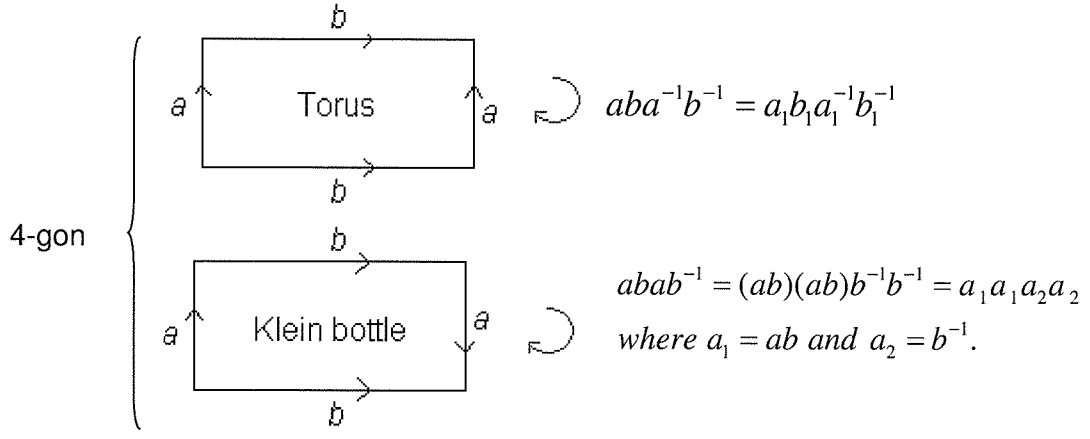 b
a Torus a aba⁻¹b⁻¹ = a₁b₁a₁⁻¹b₁⁻¹
b
4-gon
b
a Klein bottle a abab⁻¹ = (ab)(ab)b⁻¹b⁻¹ = a₁a₁a₂a₂
where a₁ = ab and a₂ = b⁻¹.
b